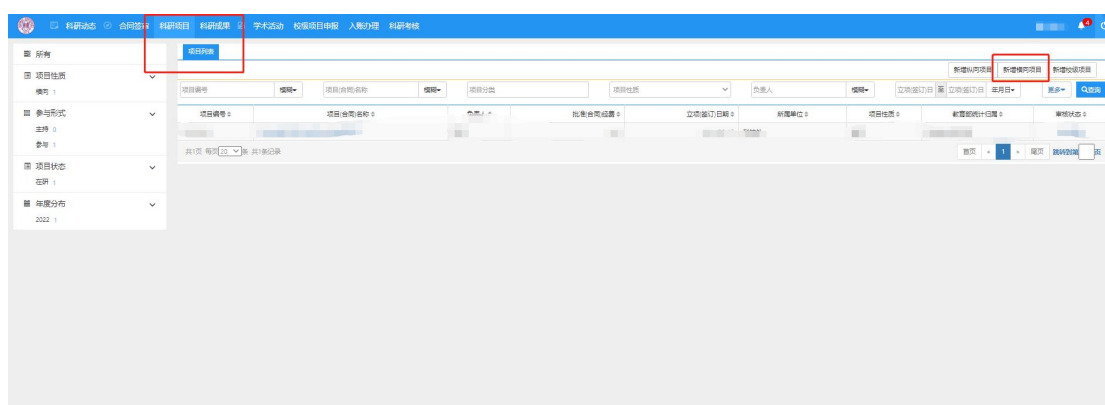 科研动态 合同签 科研项目 科研成果 学术活动 校级项目申报 入账办理 科研考核 4
所有
项目性质
横向 1
参与形式
主持 0
参与 1
项目状态
在研 1
年度分布
2022 1
项目列表
新增纵向项目 新增横向项目 新增校级项目
项目编号 模糊 项目(合同)名称 模糊 项目分类 项目性质 负责人 模糊 立项(签订)日 至 立项(签订)日 年月日 更多 查询
项目编号 项目(合同)名称 负责人 批准(合同)经费 立项(签订)日期 所属单位 项目性质 教育部统计归属 审核状态
共1页 每页 20 条 共1条记录 首页 « 1 » 尾页 跳转到第 页